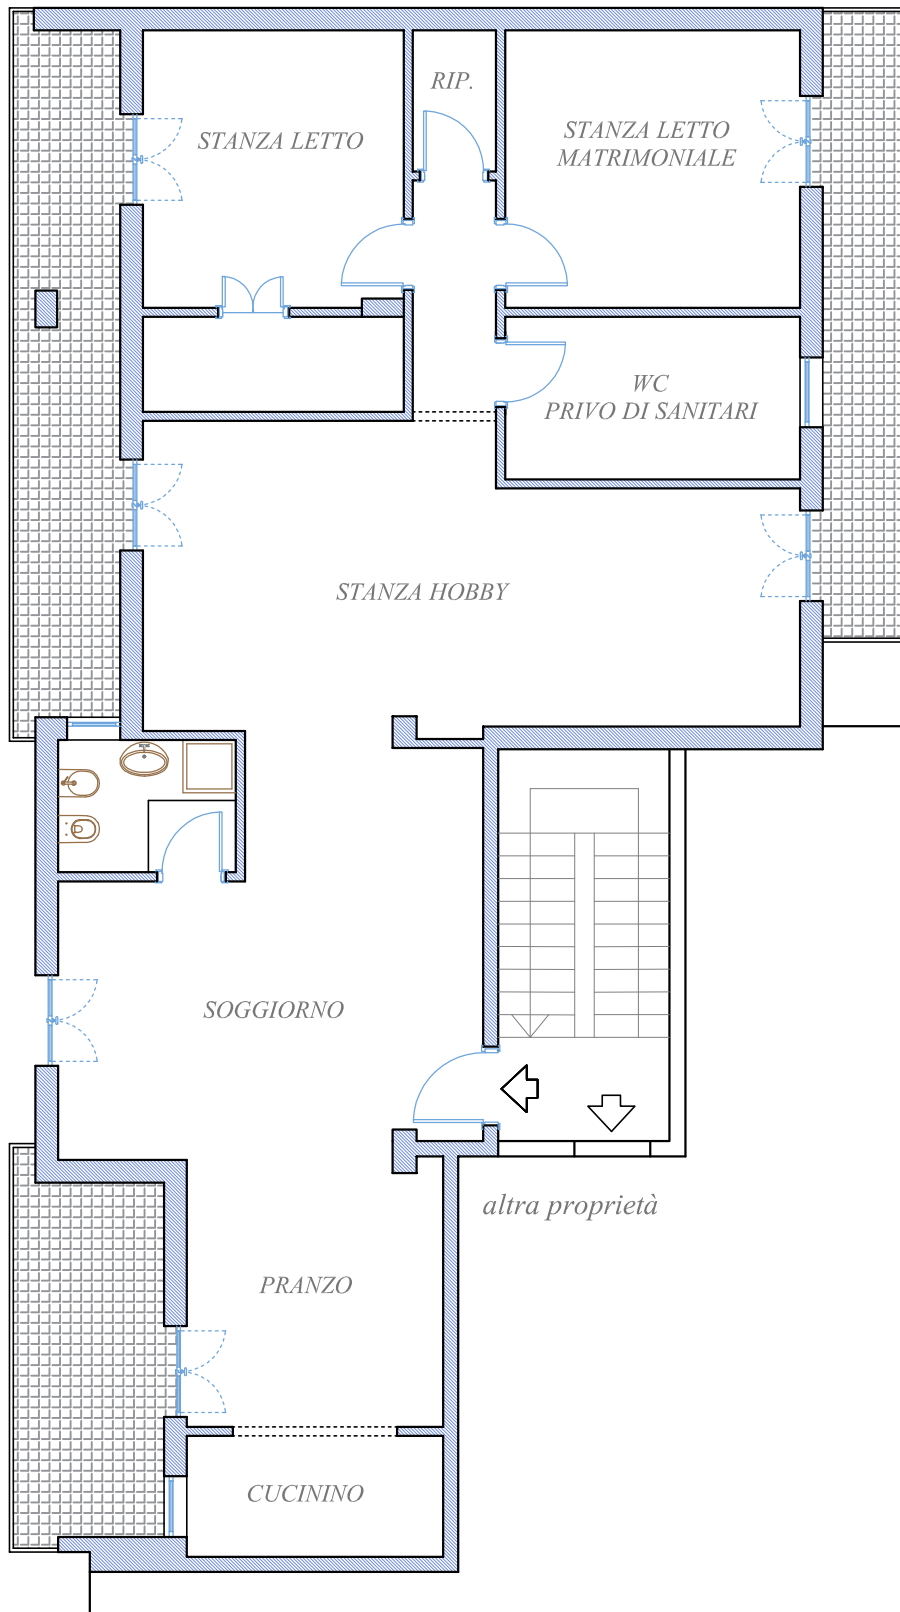 RIP.
STANZA LETTO
STANZA LETTO
MATRIMONIALE
WC
PRIVO DI SANITARI
STANZA HOBBY
SOGGIORNO
altra proprietà
PRANZO
CUCININO